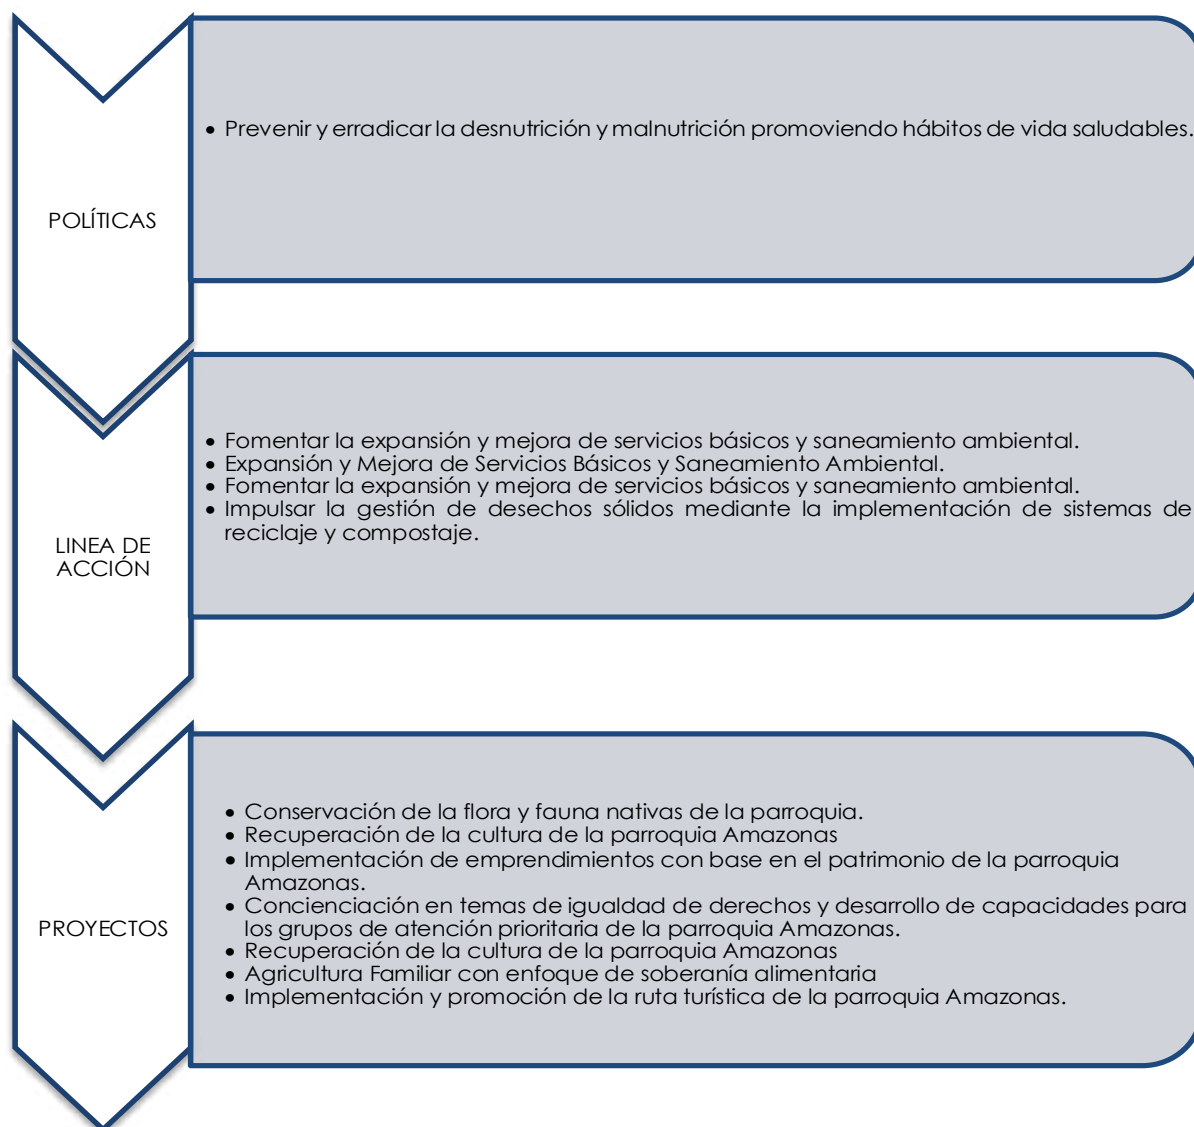 POLÍTICAS
• Prevenir y erradicar la desnutrición y malnutrición promoviendo hábitos de vida saludables.
LINEA DE
ACCIÓN
• Fomentar la expansión y mejora de servicios básicos y saneamiento ambiental.
• Expansión y Mejora de Servicios Básicos y Saneamiento Ambiental.
• Fomentar la expansión y mejora de servicios básicos y saneamiento ambiental.
• Impulsar la gestión de desechos sólidos mediante la implementación de sistemas de
reciclaje y compostaje.
PROYECTOS
• Conservación de la flora y fauna nativas de la parroquia.
• Recuperación de la cultura de la parroquia Amazonas
• Implementación de emprendimientos con base en el patrimonio de la parroquia
Amazonas.
• Concienciación en temas de igualdad de derechos y desarrollo de capacidades para
los grupos de atención prioritaria de la parroquia Amazonas.
• Recuperación de la cultura de la parroquia Amazonas
• Agricultura Familiar con enfoque de soberanía alimentaria
• Implementación y promoción de la ruta turística de la parroquia Amazonas.